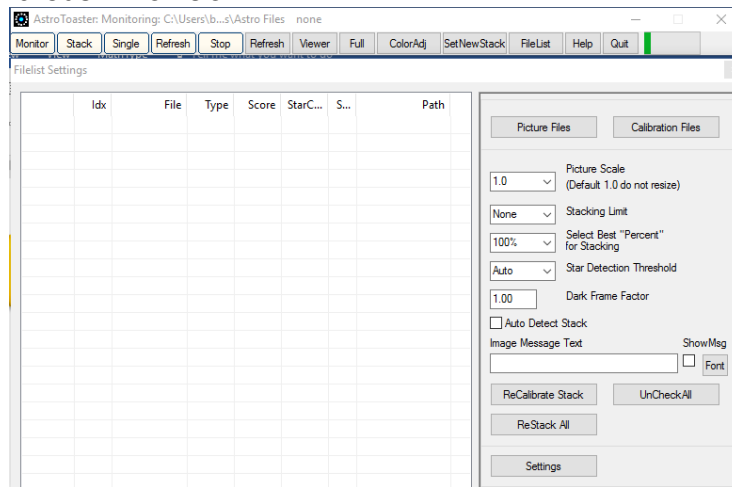 AstroToaster: Monitoring: C:\Users\b...s\Astro Files none
Monitor Stack Single Refresh Stop Refresh Viewer Full ColorAdj SetNewStack FileList Help Quit
Filelist Settings
Idx File Type Score StarC... S... Path
Picture Files Calibration Files
1.0 Picture Scale
(Default 1.0 do not resize)
None Stacking Limit
100% Select Best "Percent"
for Stacking
Auto Star Detection Threshold
1.00 Dark Frame Factor
Auto Detect Stack
Image Message Text ShowMsg
Font
ReCalibrate Stack UnCheckAll
ReStack All
Settings